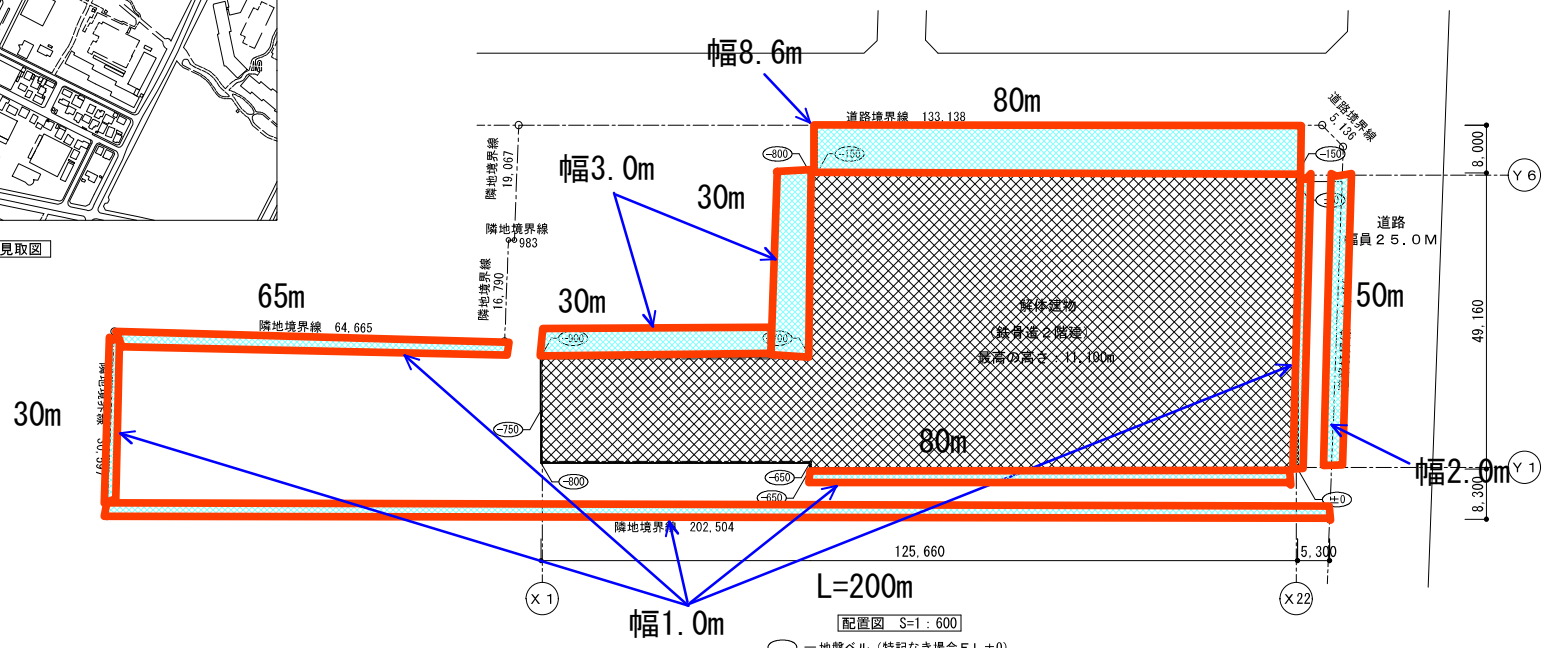 見取図
幅8.6m
80m
道路境界線 133,138
道路境界線
5,136
隣地境界線
19,067
-800
-150
-150
8,000
Y6
幅3.0m
30m
隣地境界線
983
道路
幅員25.0M
隣地境界線
16,790
65m
30m
50m
隣地境界線 64,665
解体建物
(鉄骨造2階建)
最高の高さ：11,100m
49,160
30m
-750
80m
-800
-650
-650
幅2.0m
Y1
±0
8,300
隣地境界線 202,504
125,660
5,300
L=200m
X1
X22
幅1.0m
配置図 S=1：600